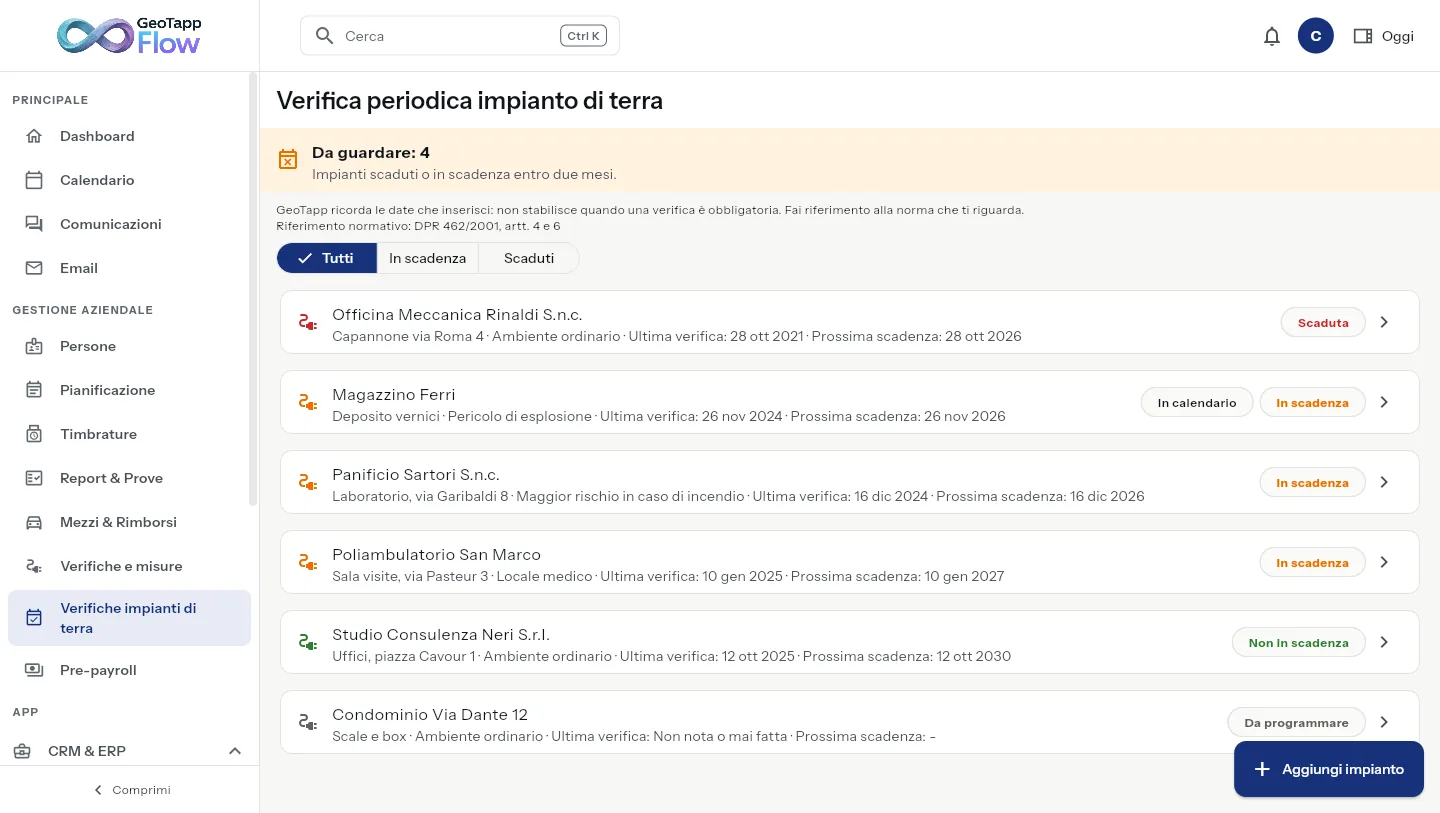 GeoTapp
Flow
Cerca
Ctrl K
C
Oggi
PRINCIPALE
Dashboard
Calendario
Comunicazioni
Email
GESTIONE AZIENDALE
Persone
Pianificazione
Timbrature
Report & Prove
Mezzi & Rimborsi
Verifiche e misure
Verifiche impianti di
terra
Pre-payroll
APP
CRM & ERP
Comprimi
Verifica periodica impianto di terra
Da guardare: 4
Impianti scaduti o in scadenza entro due mesi.
GeoTapp ricorda le date che inserisci: non stabilisce quando una verifica è obbligatoria. Fai riferimento alla norma che ti riguarda.
Riferimento normativo: DPR 462/2001, artt. 4 e 6
Tutti
In scadenza
Scaduti
Officina Meccanica Rinaldi S.n.c.
Capannone via Roma 4 · Ambiente ordinario · Ultima verifica: 28 ott 2021 · Prossima scadenza: 28 ott 2026
Scaduta
Magazzino Ferri
Deposito vernici · Pericolo di esplosione · Ultima verifica: 26 nov 2024 · Prossima scadenza: 26 nov 2026
In calendario
In scadenza
Panificio Sartori S.n.c.
Laboratorio, via Garibaldi 8 · Maggior rischio in caso di incendio · Ultima verifica: 16 dic 2024 · Prossima scadenza: 16 dic 2026
In scadenza
Poliambulatorio San Marco
Sala visite, via Pasteur 3 · Locale medico · Ultima verifica: 10 gen 2025 · Prossima scadenza: 10 gen 2027
In scadenza
Studio Consulenza Neri S.r.l.
Uffici, piazza Cavour 1 · Ambiente ordinario · Ultima verifica: 12 ott 2025 · Prossima scadenza: 12 ott 2030
Non in scadenza
Condominio Via Dante 12
Scale e box · Ambiente ordinario · Ultima verifica: Non nota o mai fatta · Prossima scadenza: -
Da programmare
Aggiungi impianto